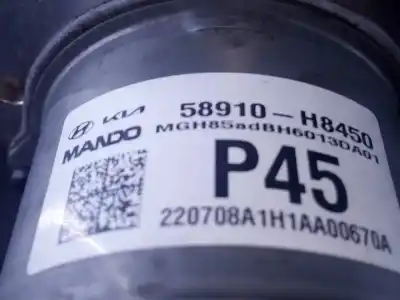 KIA 58910-H8450
MANDO MGH85adBH6013DA01
P45
220708A1H1AA00670A